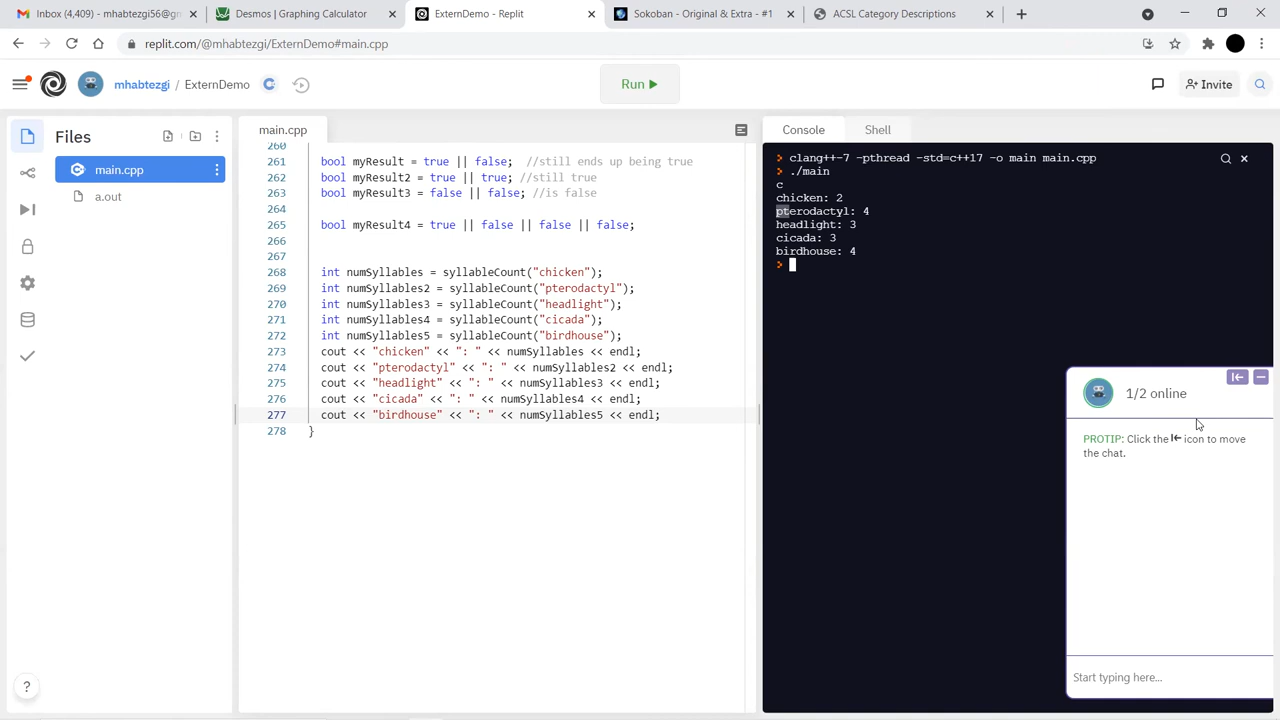 Inbox (4,409) - mhabtezgi56@gm
Desmos | Graphing Calculator
ExternDemo - Replit
Sokoban - Original & Extra - #1
ACSL Category Descriptions
replit.com/@mhabtezgi/ExternDemo#main.cpp
mhabtezgi / ExternDemo
Run
Invite
Files
main.cpp
Console
Shell
main.cpp
a.out
260
261 bool myResult = true || false; //still ends up being true
262 bool myResult2 = true || true; //still true
263 bool myResult3 = false || false; //is false
264
265 bool myResult4 = true || false || false || false;
266
267
268 int numSyllables = syllableCount("chicken");
269 int numSyllables2 = syllableCount("pterodactyl");
270 int numSyllables3 = syllableCount("headlight");
271 int numSyllables4 = syllableCount("cicada");
272 int numSyllables5 = syllableCount("birdhouse");
273 cout << "chicken" << ": " << numSyllables << endl;
274 cout << "pterodactyl" << ": " << numSyllables2 << endl;
275 cout << "headlight" << ": " << numSyllables3 << endl;
276 cout << "cicada" << ": " << numSyllables4 << endl;
277 cout << "birdhouse" << ": " << numSyllables5 << endl;
278 }
clang++-7 -pthread -std=c++17 -o main main.cpp
./main
c
chicken: 2
pterodactyl: 4
headlight: 3
cicada: 3
birdhouse: 4
1/2 online
PROTIP: Click the icon to move
the chat.
Start typing here...
?